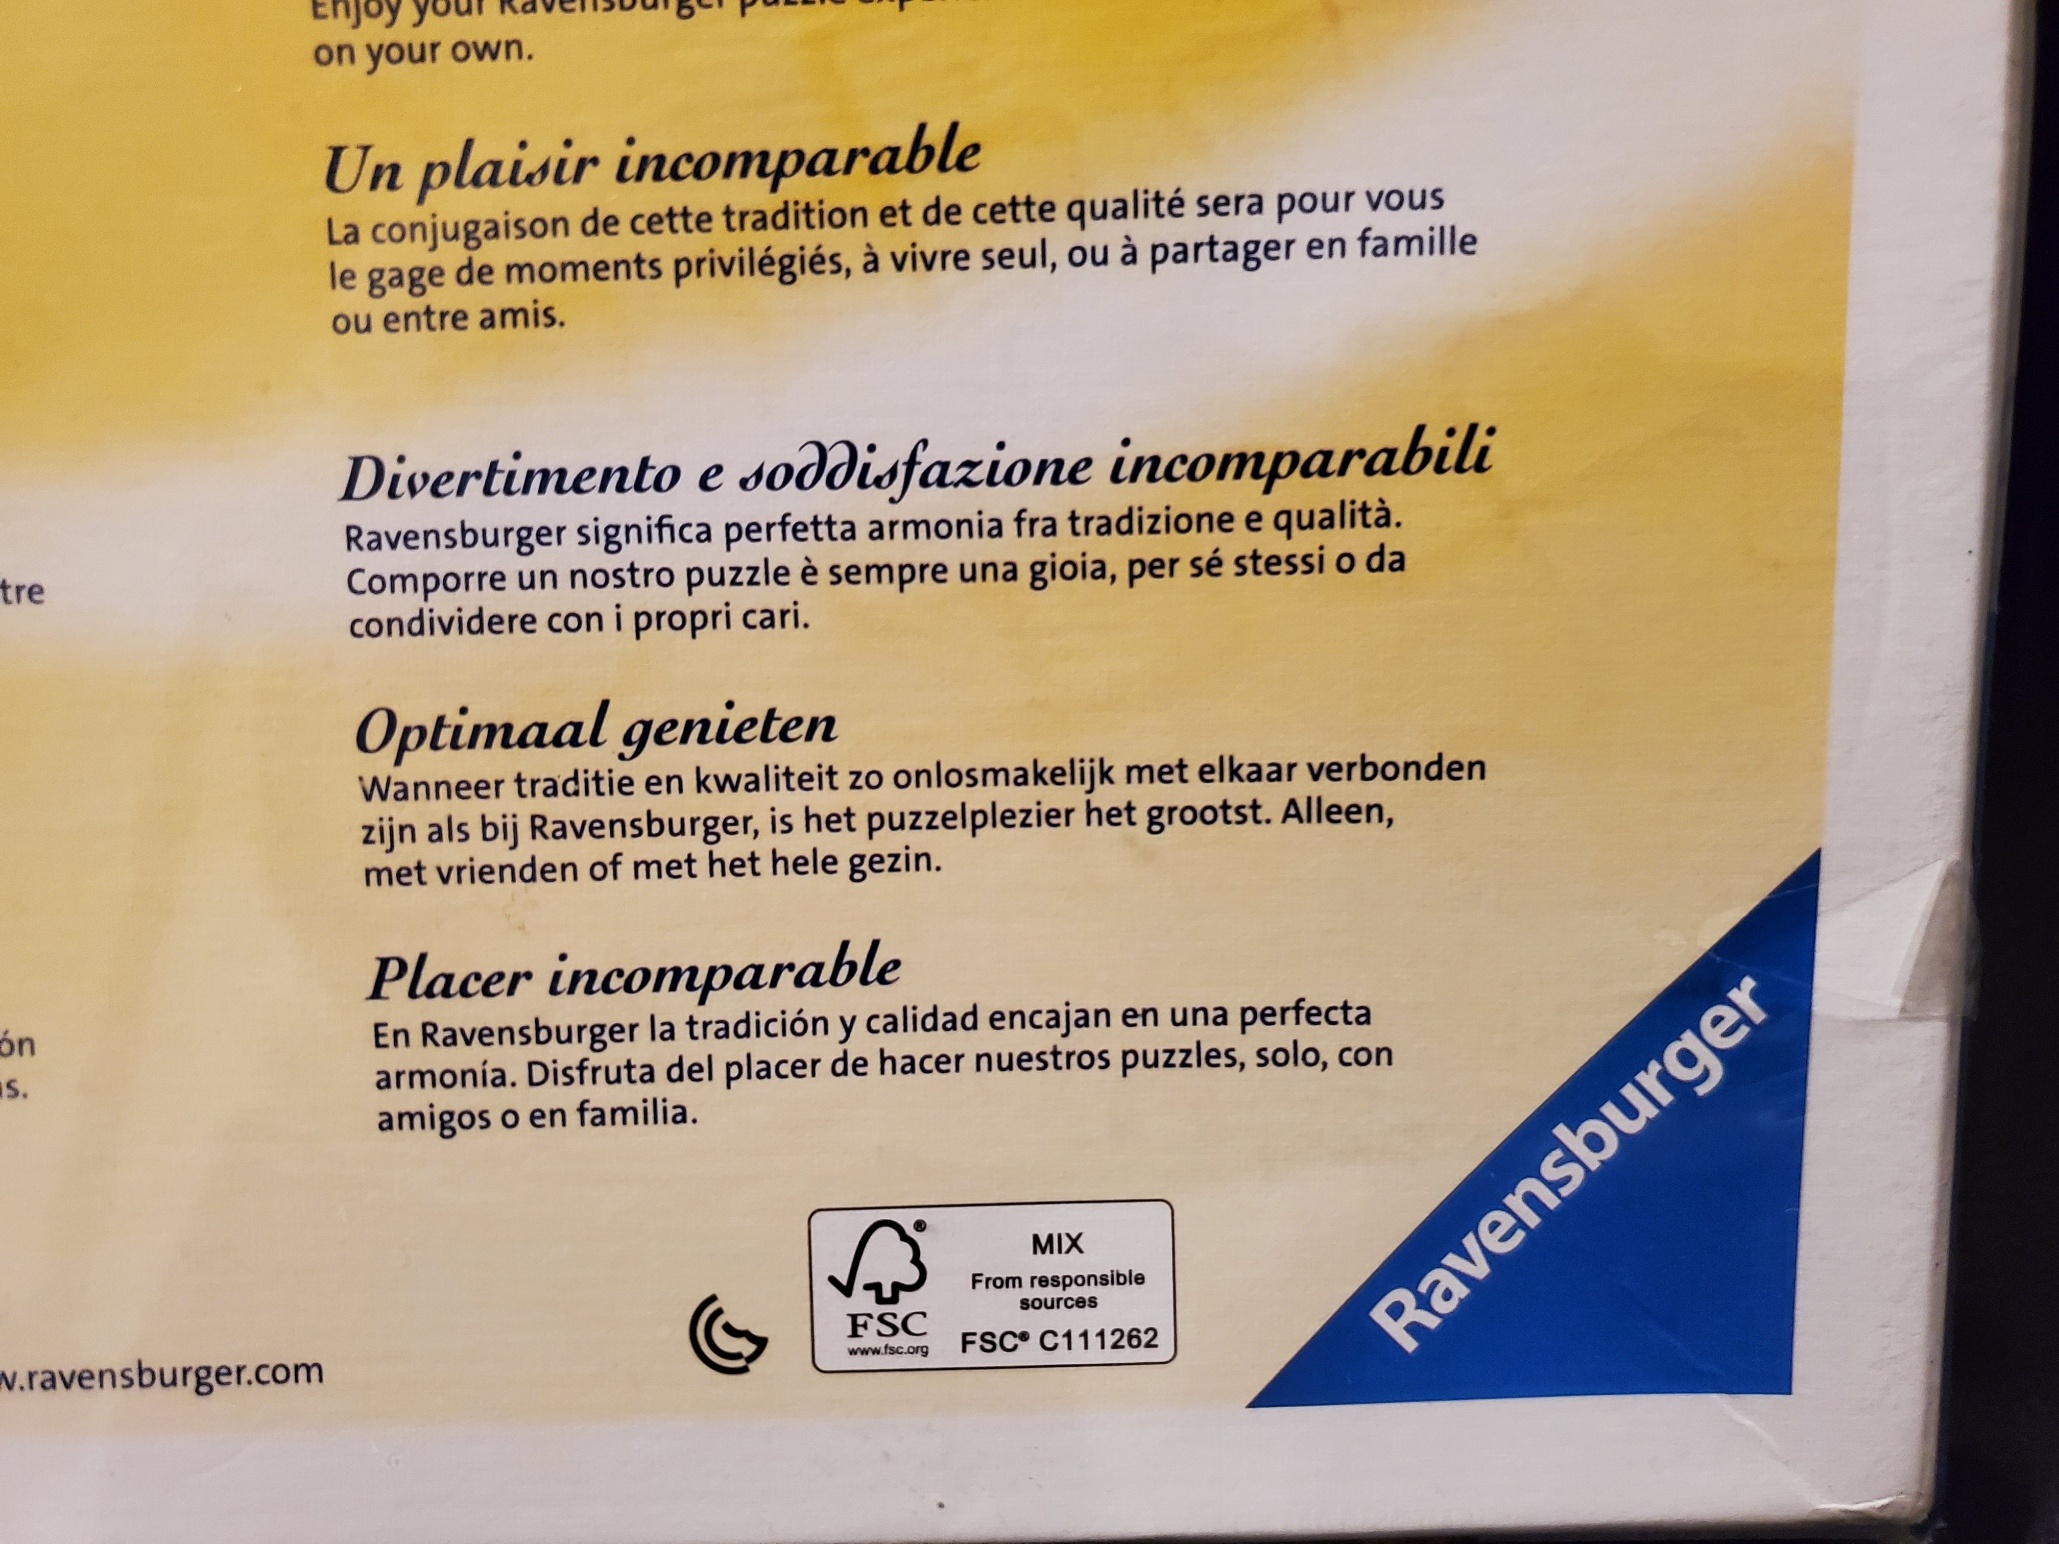 Enjoy your Ravensburger puzzle
on your own.
Un plaisir incomparable
La conjugaison de cette tradition et de cette qualité sera pour vous
le gage de moments privilégiés, à vivre seul, ou à partager en famille
ou entre amis.
Divertimento e soddisfazione incomparabili
Ravensburger significa perfetta armonia fra tradizione e qualità.
Comporre un nostro puzzle è sempre una gioia, per sé stessi o da
condividere con i propri cari.
tre
Optimaal genieten
Wanneer traditie en kwaliteit zo onlosmakelijk met elkaar verbonden
zijn als bij Ravensburger, is het puzzelplezier het grootst. Alleen,
met vrienden of met het hele gezin.
Placer incomparable
En Ravensburger la tradición y calidad encajan en una perfecta
armonía. Disfruta del placer de hacer nuestros puzzles, solo, con
amigos o en familia.
ón
s.
w.ravensburger.com
FSC®
www.fsc.org
MIX
From responsible
sources
FSC® C111262
Ravensburger